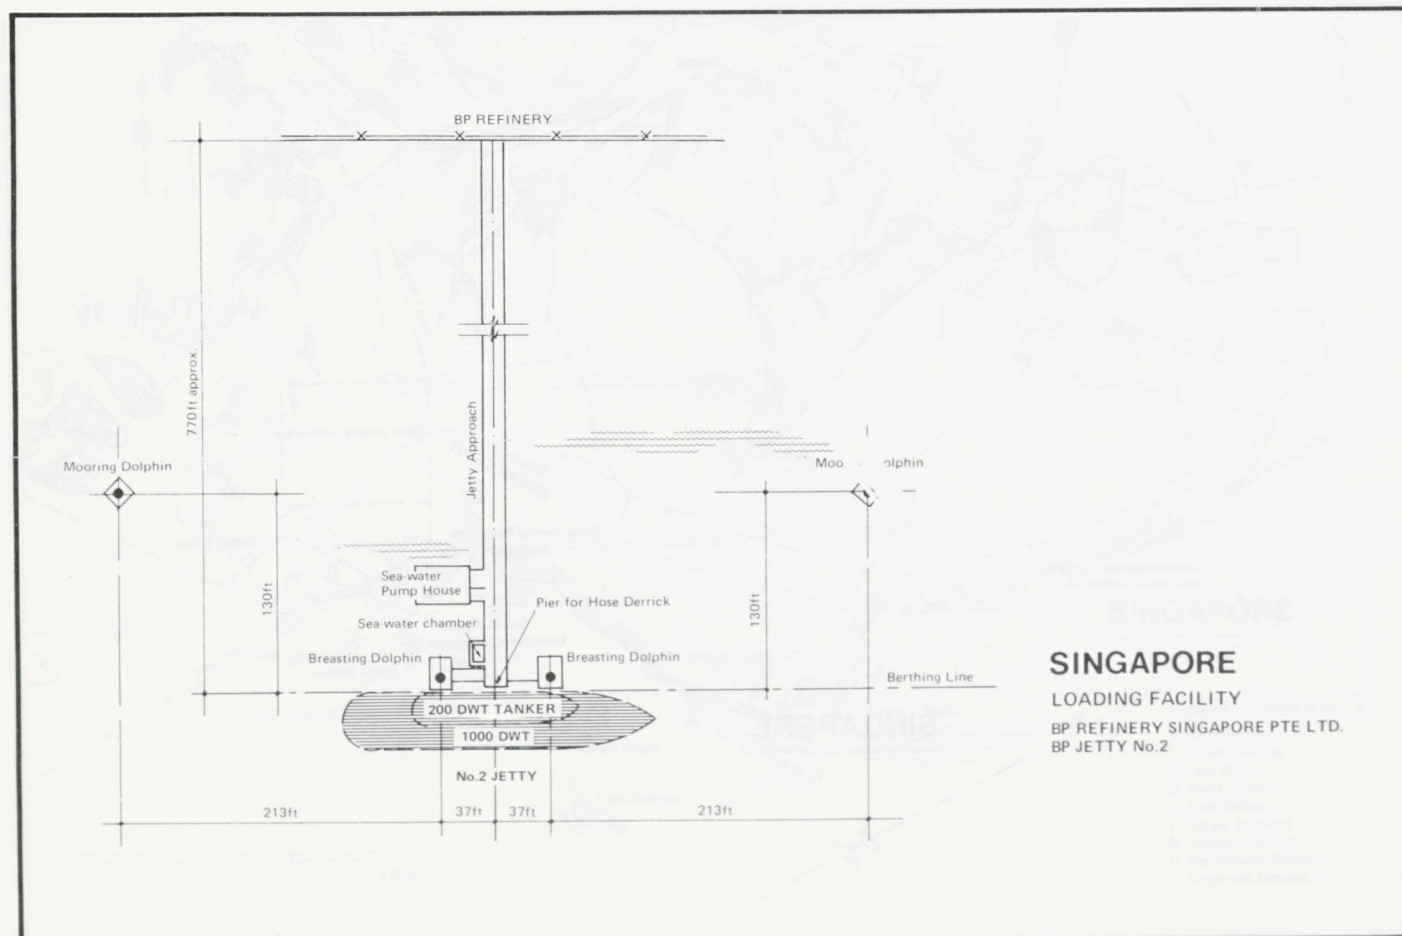 BP REFINERY
770ft approx.
Jetty Approach
Mooring Dolphin
Moo
olphin
Sea-water
Pump House
130ft
130ft
Pier for Hose Derrick
Sea-water chamber
Breasting Dolphin
Breasting Dolphin
Berthing Line
200 DWT TANKER
1000 DWT
No.2 JETTY
213ft
37ft
37ft
213ft
SINGAPORE
LOADING FACILITY
BP REFINERY SINGAPORE PTE LTD.
BP JETTY No.2